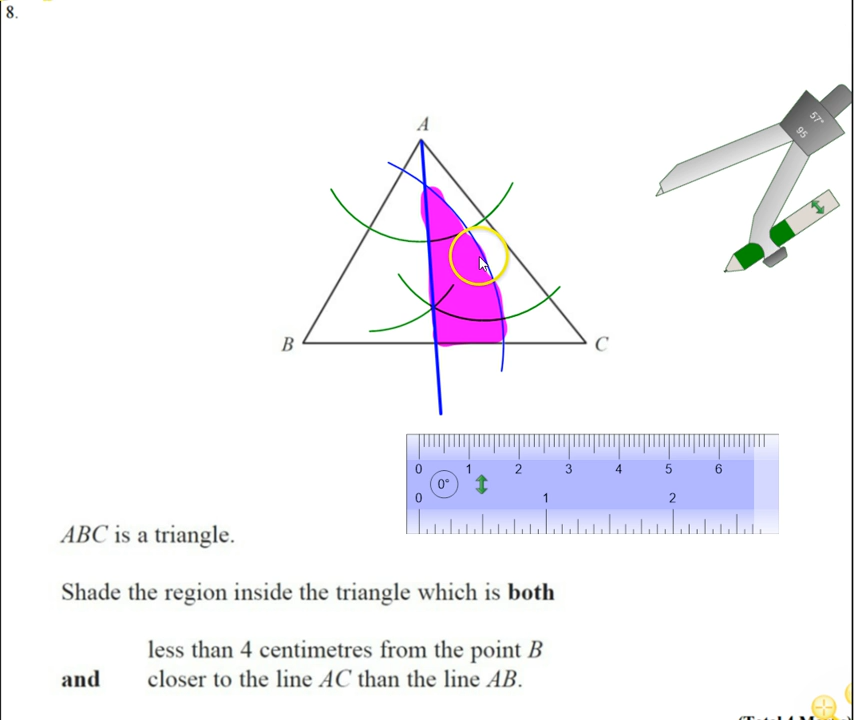 8.
A
57°
95
B
C
0 1 2 3 4 5 6
0°
0 1 2
ABC is a triangle.
Shade the region inside the triangle which is both
less than 4 centimetres from the point B
and closer to the line AC than the line AB.